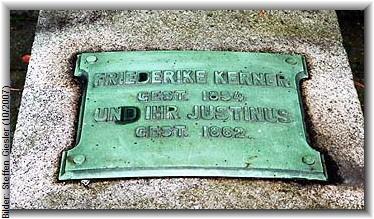 FRIEDERIKE KERNER
GEST. 1854.
UND IHR JUSTINUS
GEST. 1862.
Bilder: Steffen Giesler (10/2007)